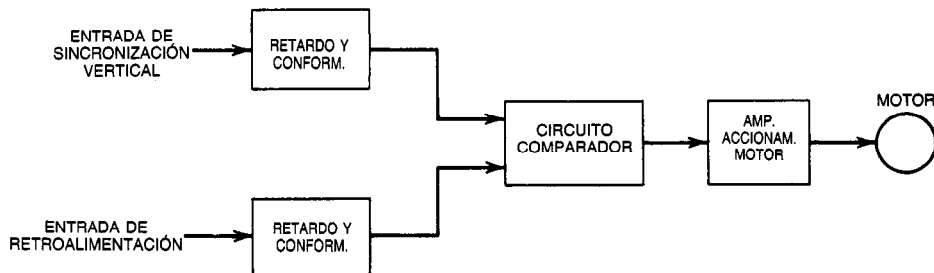 ENTRADA DE
SINCRONIZACIÓN
VERTICAL
RETARDO Y
CONFORM.
CIRCUITO
COMPARADOR
AMP.
ACCIONAM.
MOTOR
MOTOR
ENTRADA DE
RETROALIMENTACIÓN
RETARDO Y
CONFORM.